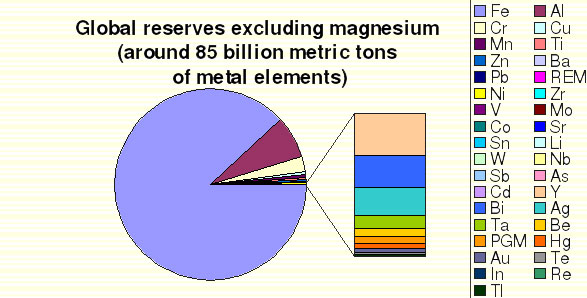 Global reserves excluding magnesium
(around 85 billion metric tons
of metal elements)
Fe Al
Cr Cu
Mn Ti
Zn Ba
Pb REM
Ni Zr
V Mo
Co Sr
Sn Li
W Nb
Sb As
Cd Y
Bi Ag
Ta Be
PGM Hg
Au Te
In Re
Tl